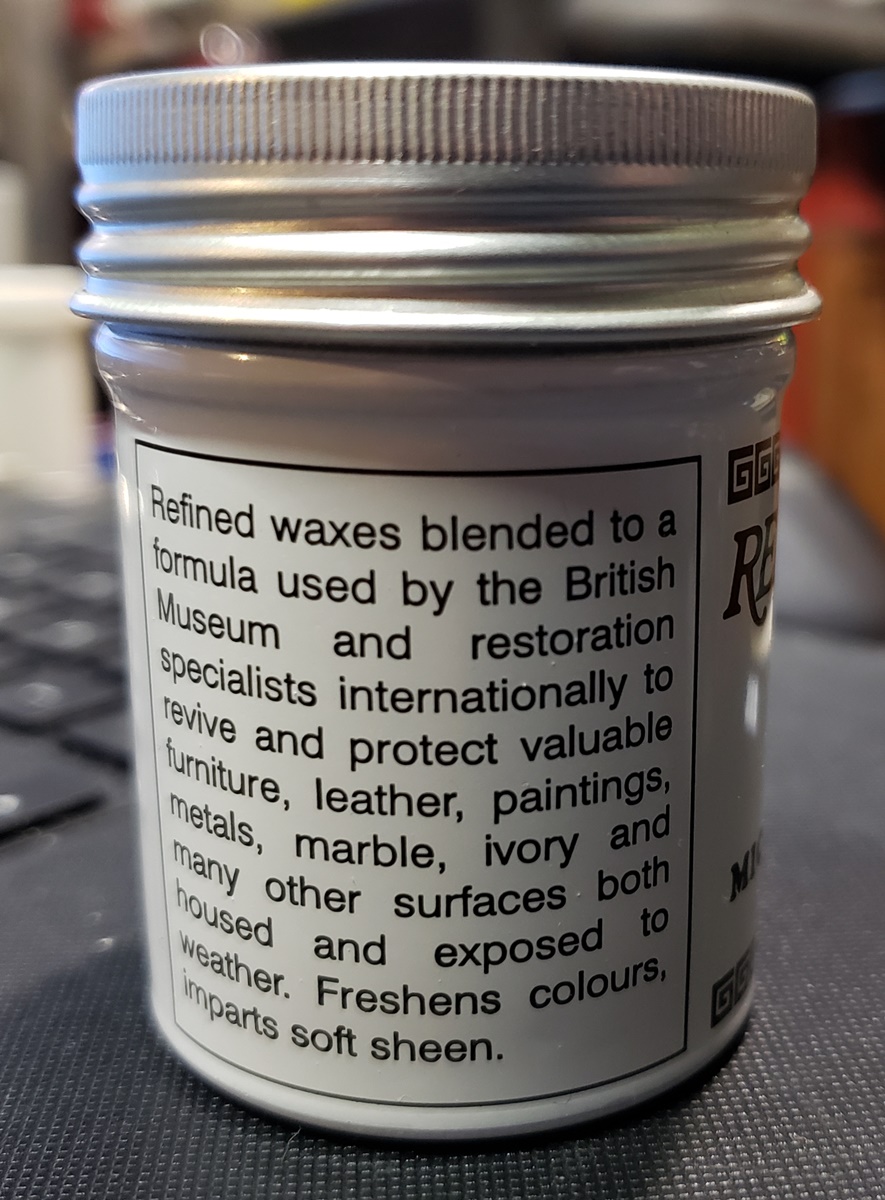 Refined waxes blended to a
formula used by the British
Museum and restoration
specialists internationally to
revive and protect valuable
furniture, leather, paintings,
metals, marble, ivory and
many other surfaces both
housed and exposed to
weather. Freshens colours,
imparts soft sheen.